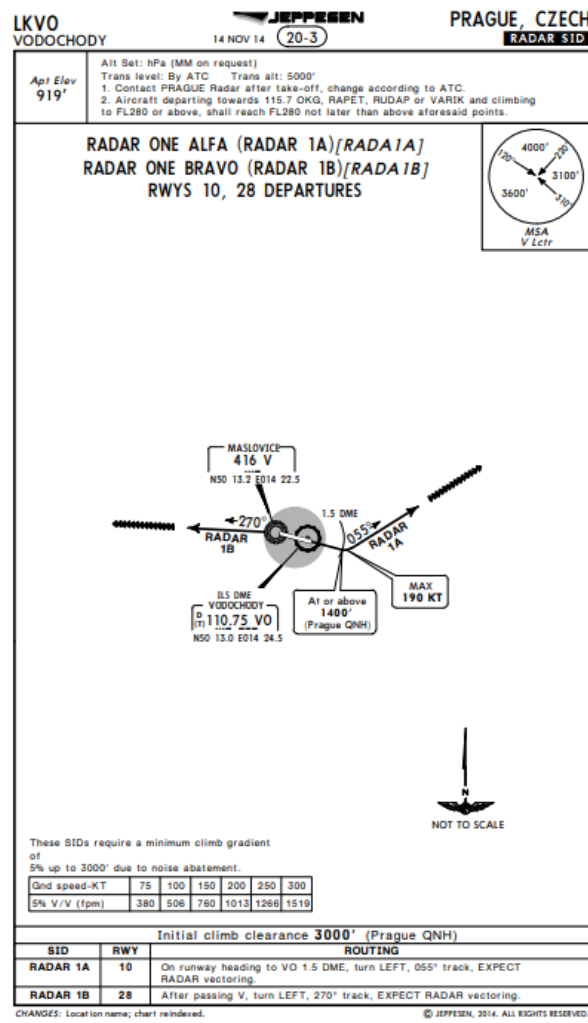 LKVO
VODOCHODY
JEPPESEN
14 NOV 14
20-3
PRAGUE, CZECH
RADAR SID
Apt Elev
919'
Alt Set: hPa (MM on request)
Trans level: By ATC Trans alt: 5000'
1. Contact PRAGUE Radar after take-off, change according to ATC.
2. Aircraft departing towards 115.7 OKG, RAPET, RUDAP or VARIK and climbing
to FL280 or above, shall reach FL280 not later than above aforesaid points.
RADAR ONE ALFA (RADAR 1A)[RADA1A]
RADAR ONE BRAVO (RADAR 1B)[RADA1B]
RWYS 10, 28 DEPARTURES
120°
4000'
220°
3100'
3600'
310°
MSA
V Lctr
MASLOVICE
416 V
N50 13.2 E014 22.5
270°
RADAR
1B
1.5 DME
055°
RADAR
1A
MAX
190 KT
At or above
1400'
(Prague QNH)
ILS DME
VODOCHODY
D
(T) 110.75 VO
N50 13.0 E014 24.5
N
NOT TO SCALE
These SIDs require a minimum climb gradient
of
5% up to 3000' due to noise abatement.
Gnd speed-KT 75 100 150 200 250 300
5% V/V (fpm) 380 506 760 1013 1266 1519
Initial climb clearance 3000' (Prague QNH)
SID RWY ROUTING
RADAR 1A 10 On runway heading to VO 1.5 DME, turn LEFT, 055° track, EXPECT
RADAR vectoring.
RADAR 1B 28 After passing V, turn LEFT, 270° track, EXPECT RADAR vectoring.
CHANGES: Location name; chart reindexed.
© JEPPESEN, 2014. ALL RIGHTS RESERVED